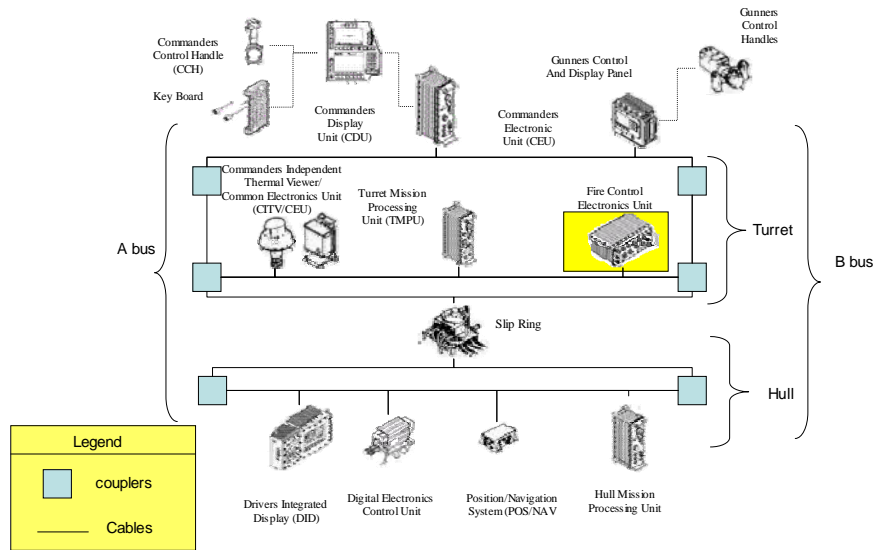 Commanders
Control Handle
(CCH)
Key Board
Commanders
Display
Unit (CDU)
Gunners Control
And Display Panel
Commanders
Electronic
Unit (CEU)
Gunners
Control
Handles
Commanders Independent
Thermal Viewer/
Common Electronics Unit
(CITV/CEU)
Turret Mission
Processing
Unit (TMPU)
Fire Control
Electronics Unit
Turret
A bus
B bus
Slip Ring
Hull
Drivers Integrated
Display (DID)
Digital Electronics
Control Unit
Position/Navigation
System (POS/NAV
Hull Mission
Processing Unit
Legend
couplers
Cables